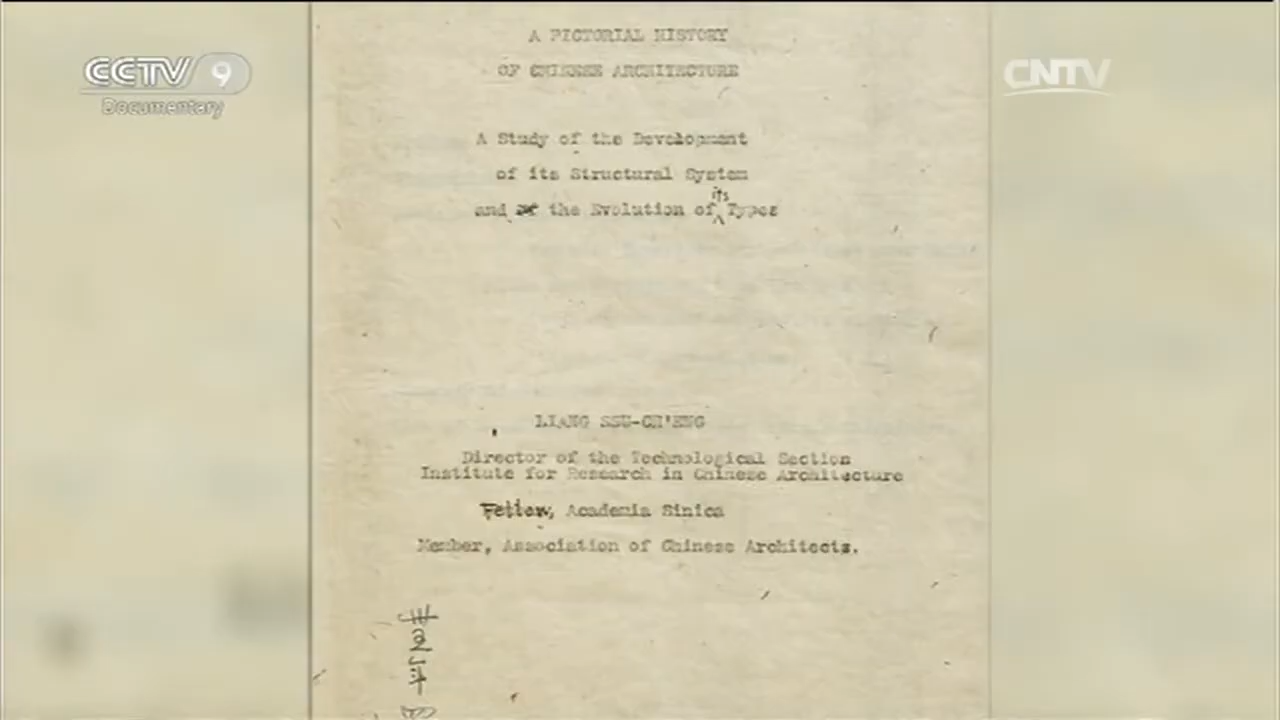 CCTV 9
Documentary
CNTV
A PICTORIAL HISTORY
OF CHINESE ARCHITECTURE
A Study of the Development
of its Structural System
its
and of the Evolution of Types
LIANG SSU-CH'ENG
Director of the Technological Section
Institute for Research in Chinese Architecture
Fellow, Academia Sinica
Member, Association of Chinese Architects.